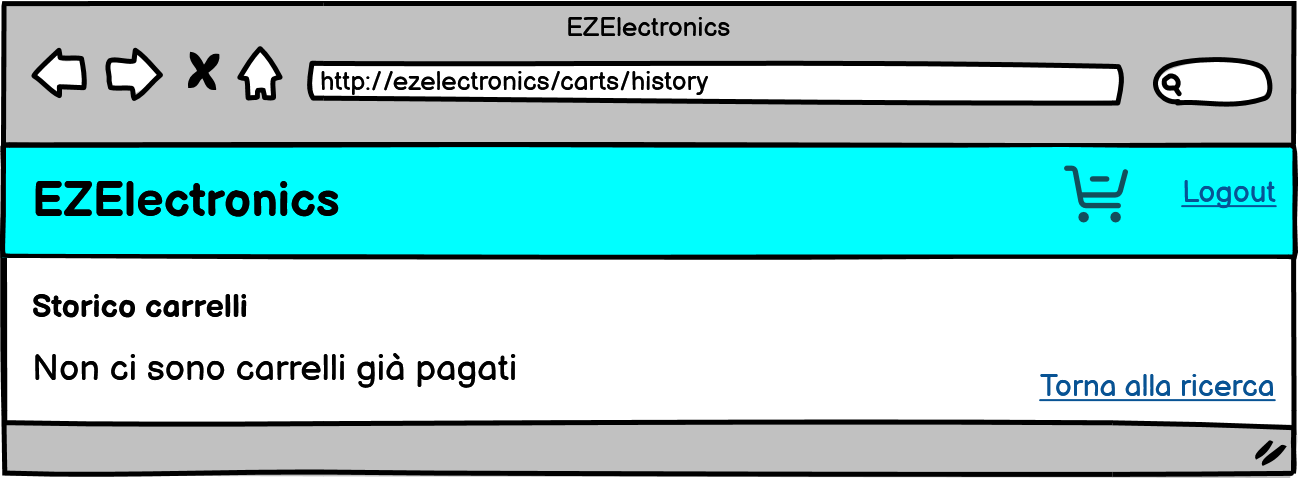 EZElectronics
http://ezelectronics/carts/history
EZElectronics
Logout
Storico carrelli
Non ci sono carrelli già pagati
Torna alla ricerca